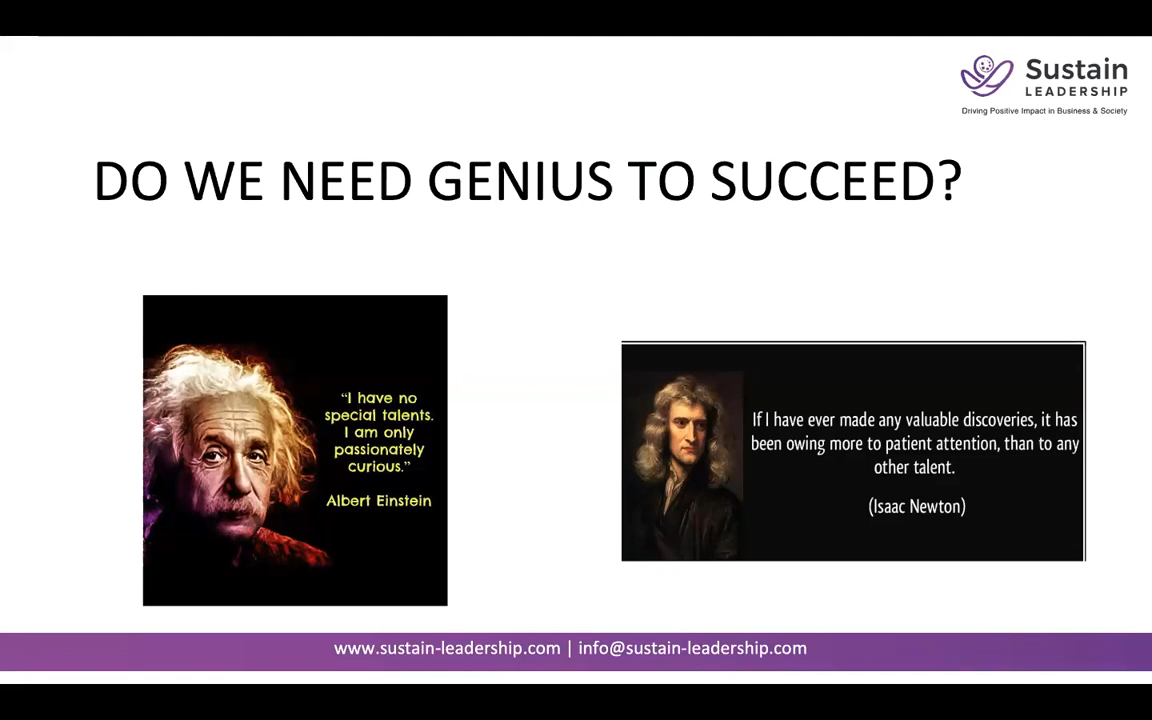 Sustain
LEADERSHIP
Driving Positive Impact in Business & Society
DO WE NEED GENIUS TO SUCCEED?
“I have no
special talents.
I am only
passionately
curious.”
Albert Einstein
If I have ever made any valuable discoveries, it has
been owing more to patient attention, than to any
other talent.
(Isaac Newton)
www.sustain-leadership.com | info@sustain-leadership.com